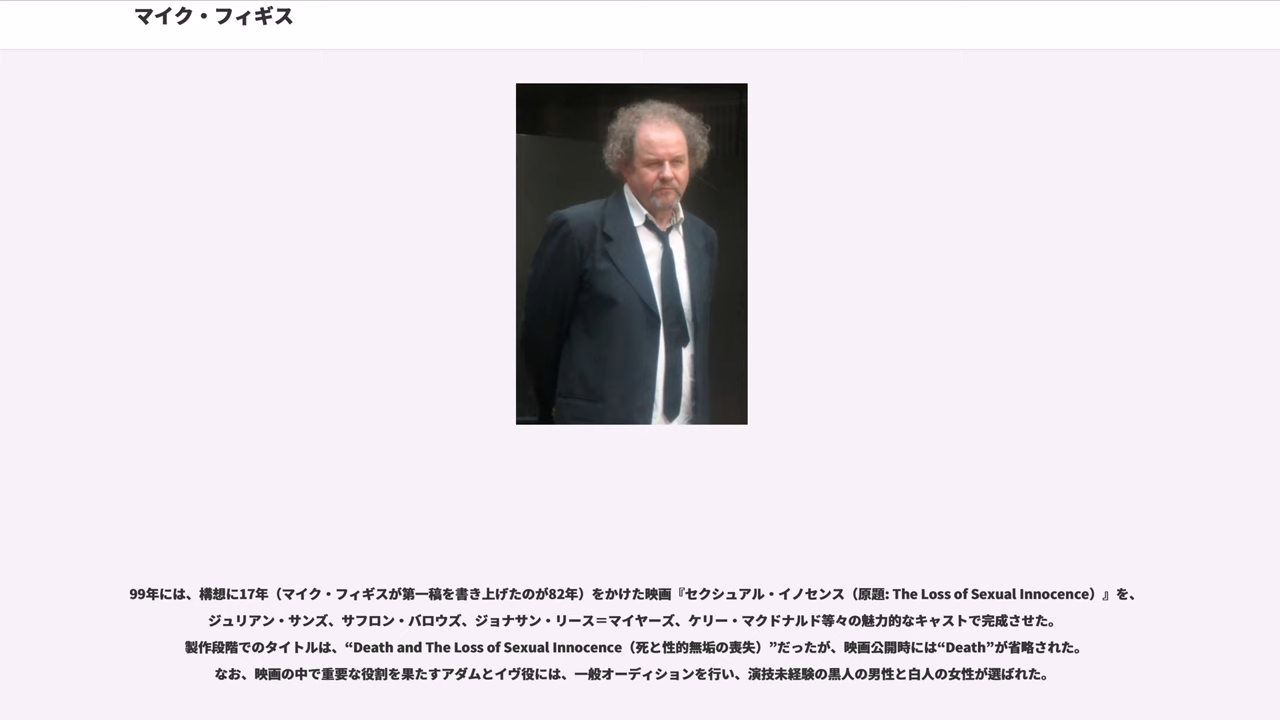 マイク・フィギス
99年には、構想に17年（マイク・フィギスが第一稿を書き上げたのが82年）をかけた映画『セクシュアル・イノセンス（原題: The Loss of Sexual Innocence）』を、
ジュリアン・サンズ、サフロン・バロウズ、ジョナサン・リース＝マイヤーズ、ケリー・マクドナルド等々の魅力的なキャストで完成させた。
製作段階でのタイトルは、“Death and The Loss of Sexual Innocence（死と性的無垢の喪失）”だったが、映画公開時には“Death”が省略された。
なお、映画の中で重要な役割を果たすアダムとイヴ役には、一般オーディションを行い、演技未経験の黒人の男性と白人の女性が選ばれた。